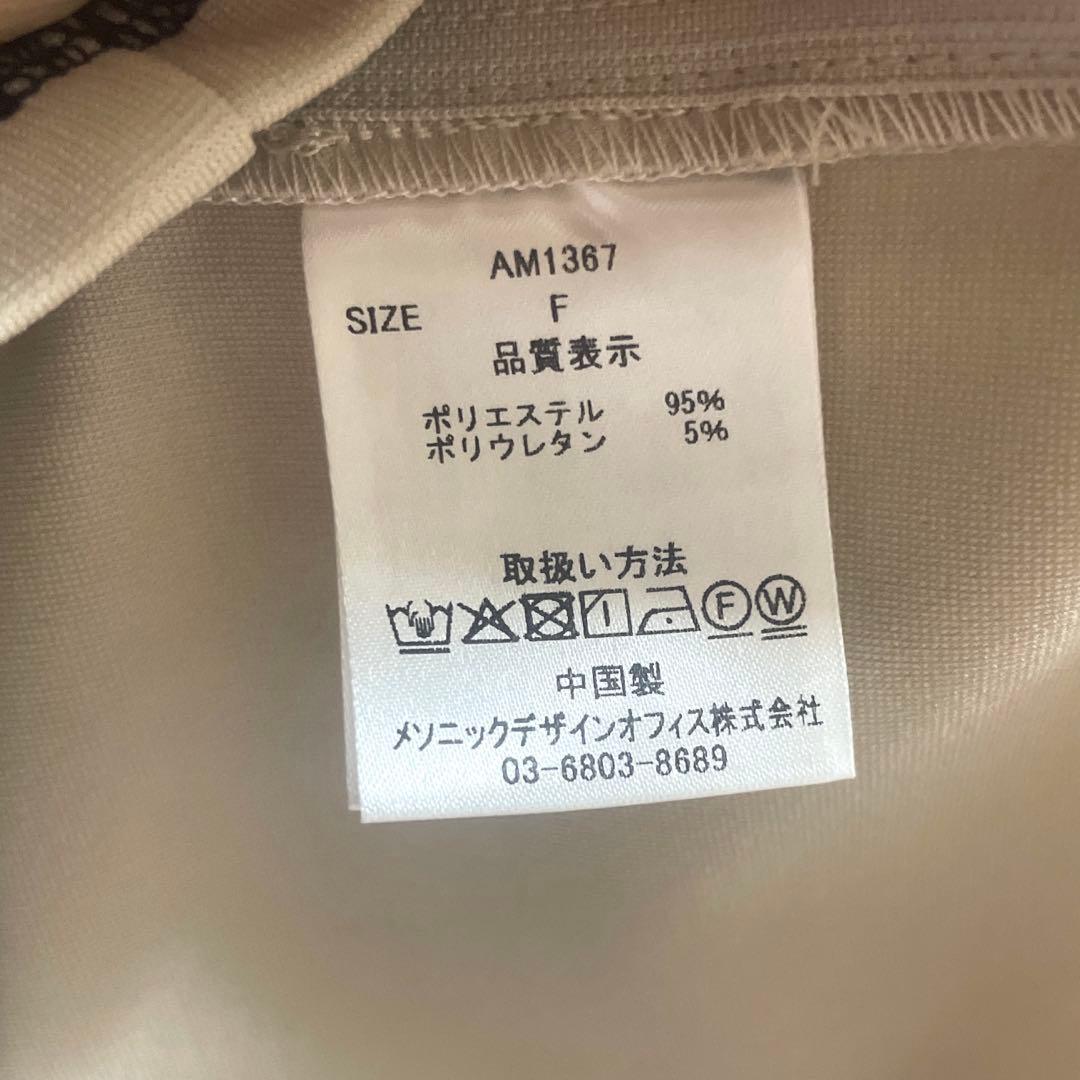 AM1367
SIZE F
品質表示
ポリエステル 95%
ポリウレタン 5%
取扱い方法
F W
中国製
メソニックデザインオフィス株式会社
03-6803-8689